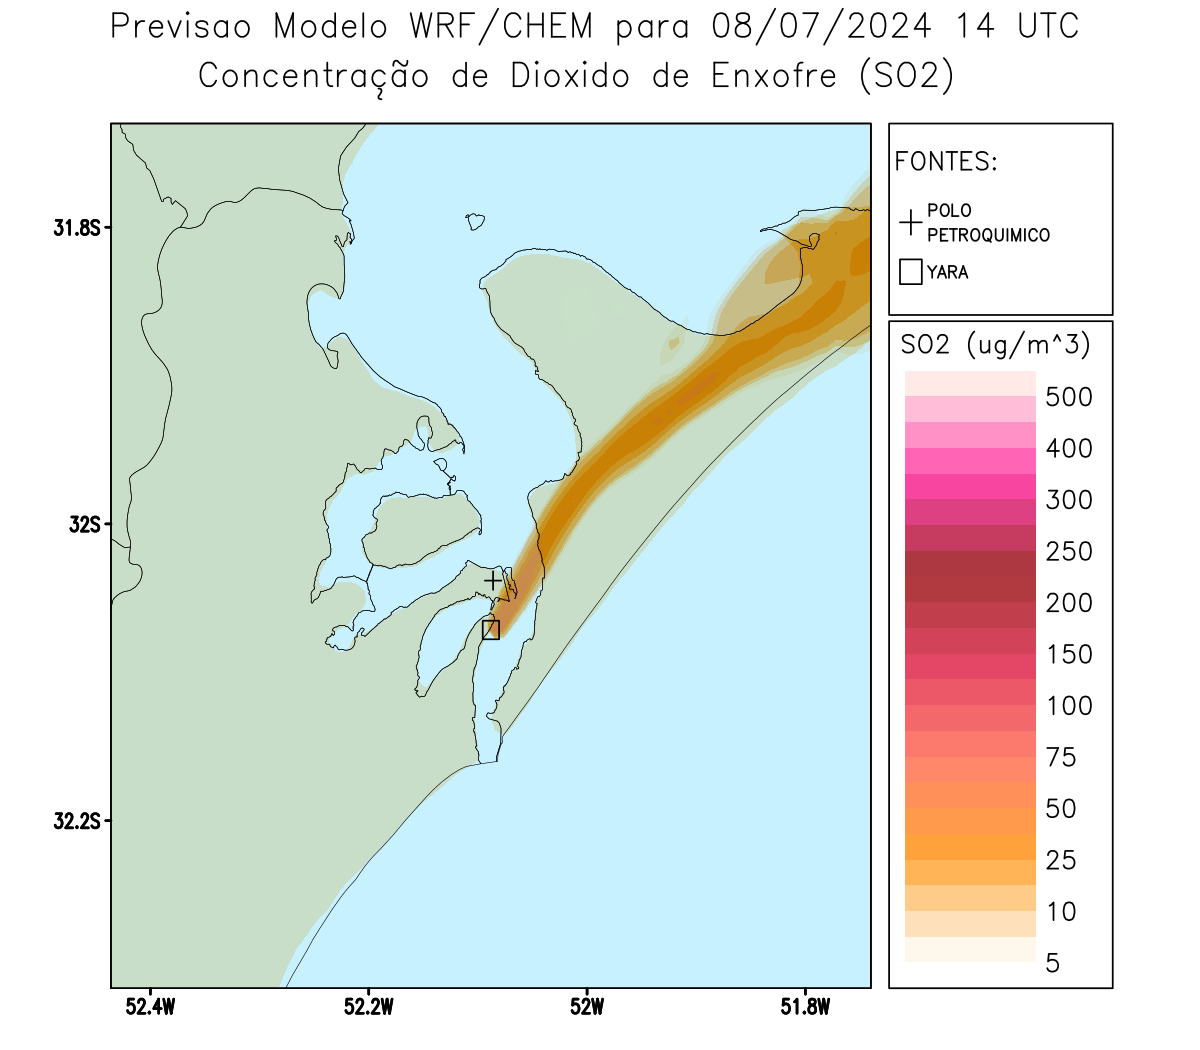 Previsao Modelo WRF/CHEM para 08/07/2024 14 UTC
Concentração de Dioxido de Enxofre (SO2)
FONTES:
POLO
PETROQUIMICO
YARA
SO2 (ug/m^3)
500
400
300
250
200
150
100
75
50
25
10
5
31.8S
32S
32.2S
52.4W
52.2W
52W
51.8W